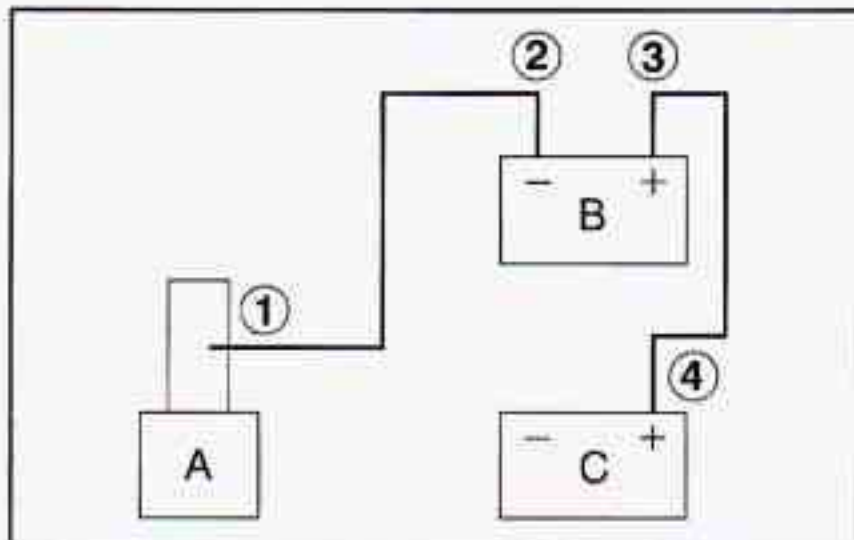 ② ③
− +
B
①
④
− +
A C